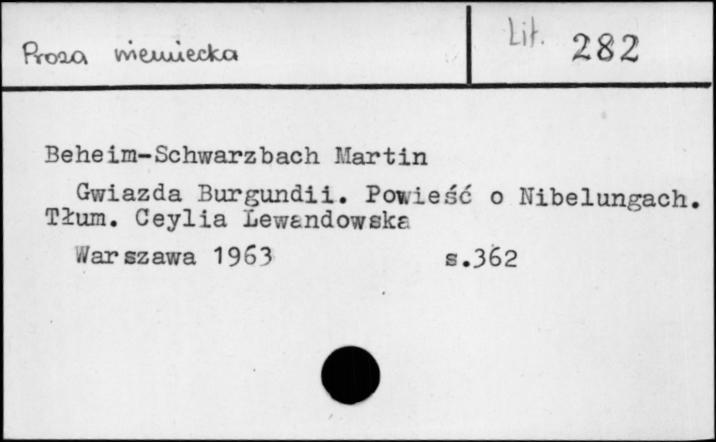 Proza niemiecka
Lit. 282
Beheim-Schwarzbach Martin
Gwiazda Burgundii. Powieść o Nibelungach.
Tłum. Ceylia Lewandowska
Warszawa 1963 s.362